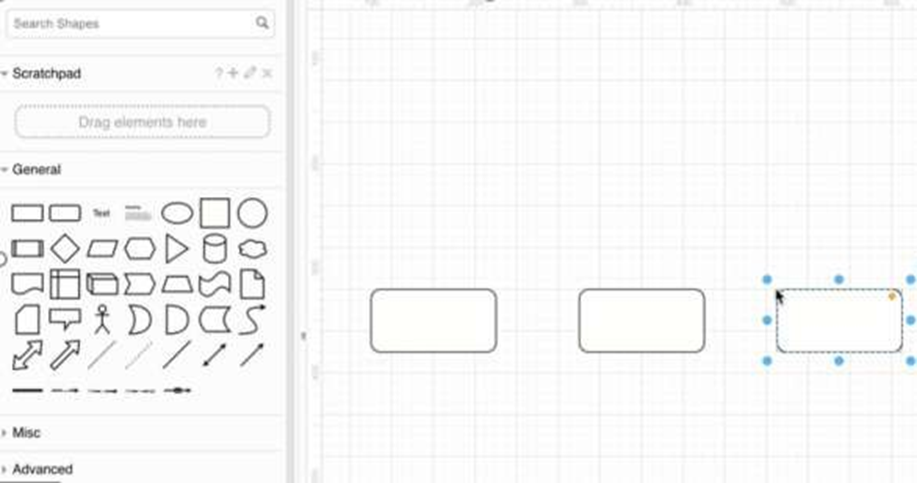 Search Shapes
Scratchpad
?
Drag elements here
General
Text
Misc
Advanced